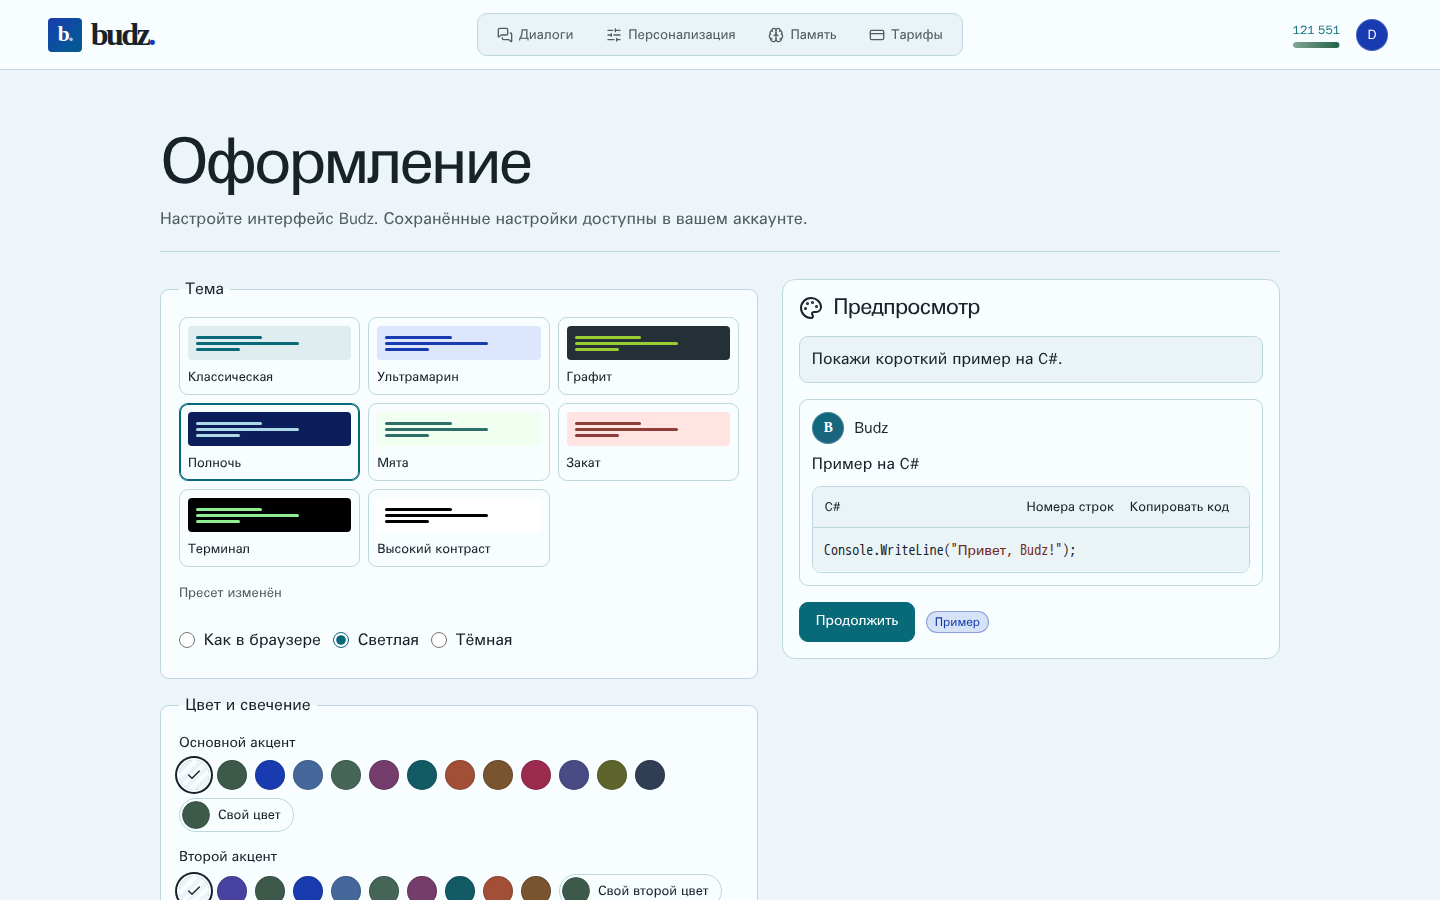 b. budz.
Диалоги
Персонализация
Память
Тарифы
121 551
D
Оформление
Настройте интерфейс Budz. Сохранённые настройки доступны в вашем аккаунте.
Тема
Классическая
Ультрамарин
Графит
Полночь
Мята
Закат
Терминал
Высокий контраст
Пресет изменён
Как в браузере
Светлая
Тёмная
Цвет и свечение
Основной акцент
Свой цвет
Второй акцент
Свой второй цвет
Предпросмотр
Покажи короткий пример на C#.
B
Budz
Пример на C#
C#
Номера строк
Копировать код
Console.WriteLine("Привет, Budz!");
Продолжить
Пример